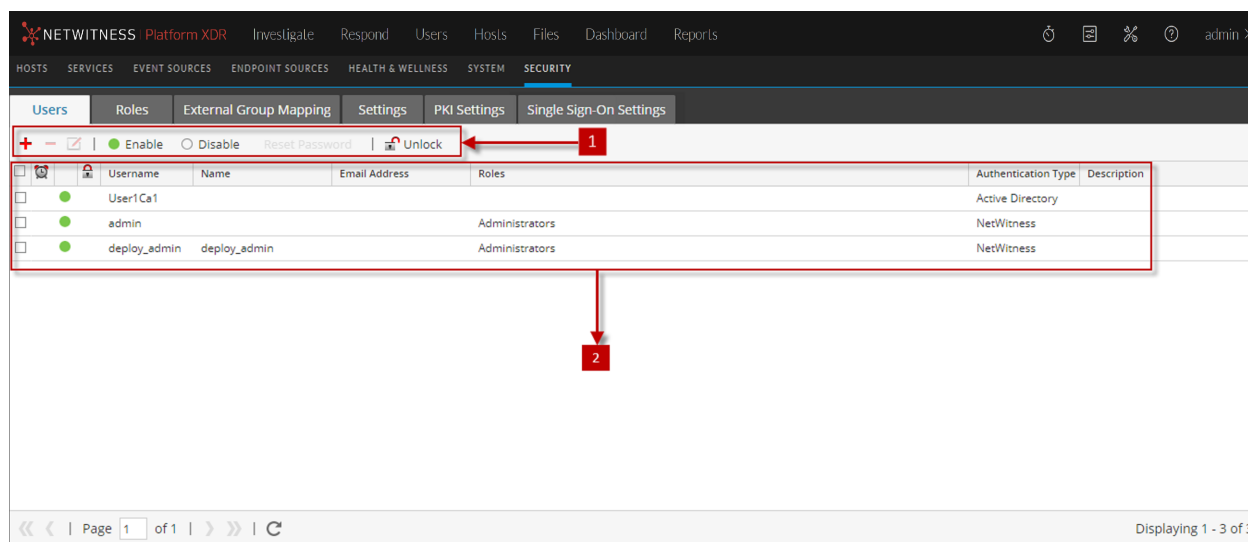 NETWITNESS | Platform XDR Investigate Respond Users Hosts Files Dashboard Reports admin
HOSTS SERVICES EVENT SOURCES ENDPOINT SOURCES HEALTH & WELLNESS SYSTEM SECURITY
Users Roles External Group Mapping Settings PKI Settings Single Sign-On Settings
Enable Disable Reset Password | Unlock 1
Username Name Email Address Roles Authentication Type Description
User1Ca1 Active Directory
admin Administrators NetWitness
deploy_admin deploy_admin Administrators NetWitness
2
Page 1 of 1 Displaying 1 - 3 of 3